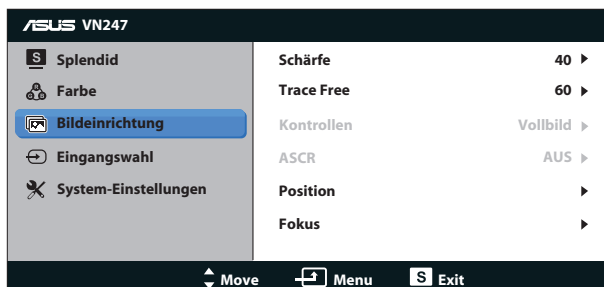 ASUS VN247
S Splendid
Farbe
Bildeinrichtung
Eingangswahl
System-Einstellungen
Schärfe 40
Trace Free 60
Kontrollen Vollbild
ASCR AUS
Position
Fokus
Move Menu S Exit